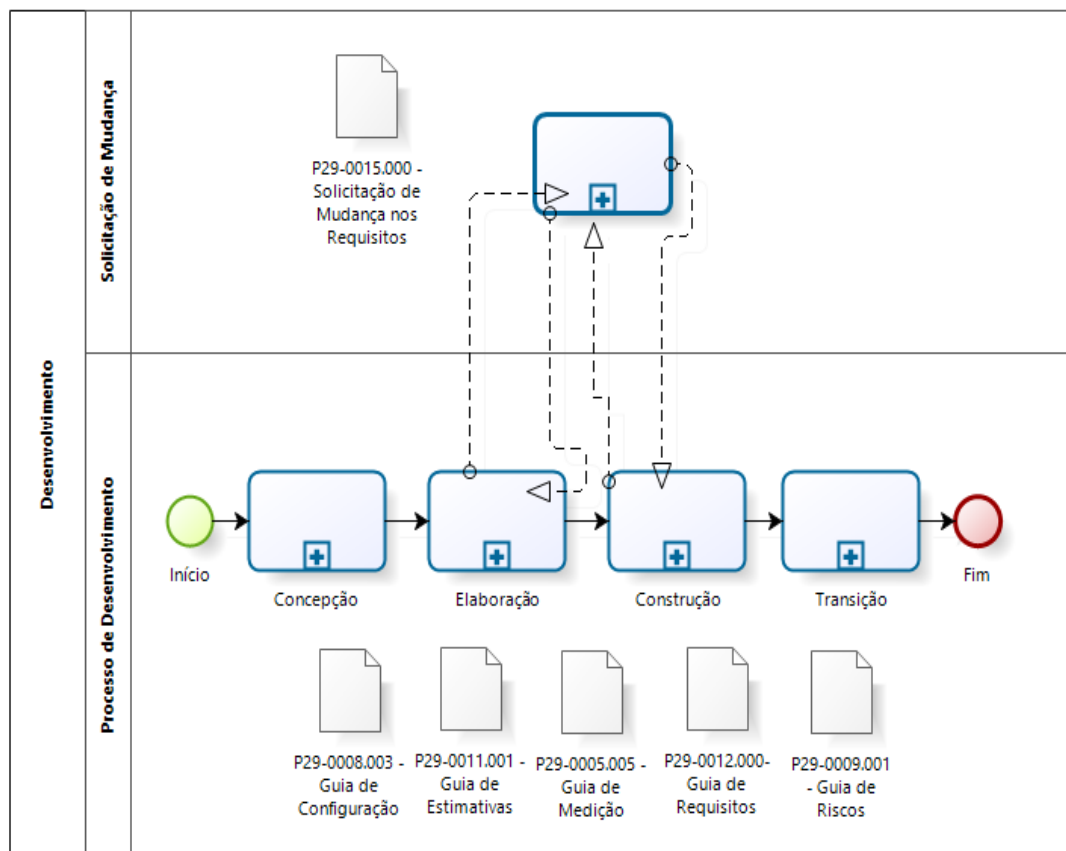 Desenvolvimento
Solicitação de Mudança
P29-0015.000 -
Solicitação de
Mudança nos
Requisitos
Processo de Desenvolvimento
Início
Concepção
Elaboração
Construção
Transição
Fim
P29-0008.003 -
Guia de
Configuração
P29-0011.001 -
Guia de
Estimativas
P29-0005.005 -
Guia de
Medição
P29-0012.000-
Guia de
Requisitos
P29-0009.001
- Guia de
Riscos